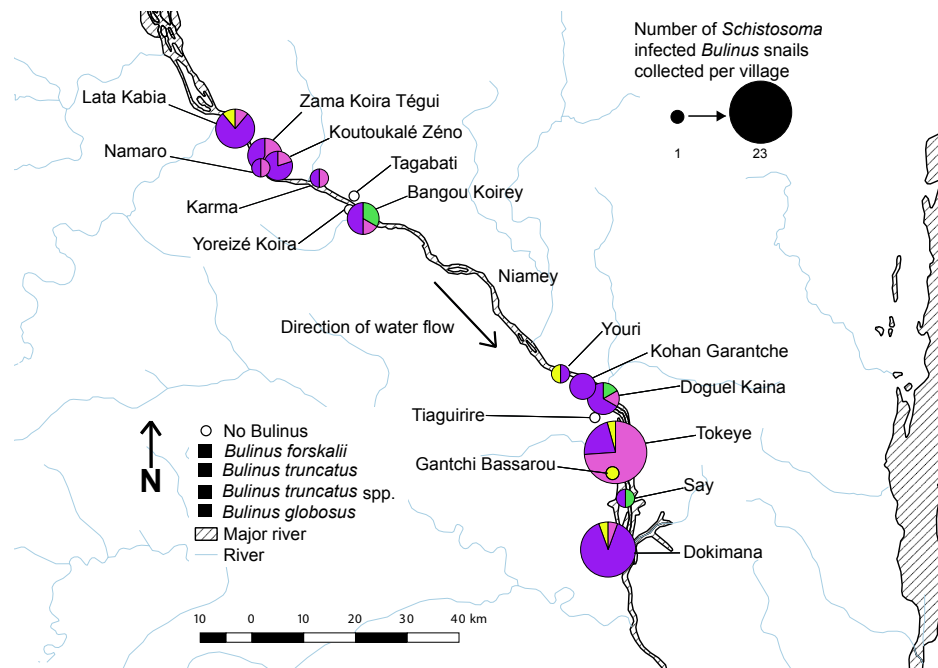 Number of Schistosoma
infected Bulinus snails
collected per village
1
23
Lata Kabia
Zama Koira Tégui
Koutoukalé Zéno
Namaro
Tagabati
Karma
Bangou Koirey
Yoreizé Koira
Niamey
Direction of water flow
Youri
Kohan Garantche
Doguel Kaina
Tiaguirire
Tokeye
Gantchi Bassarou
Say
Dokimana
N
No Bulinus
Bulinus forskalii
Bulinus truncatus
Bulinus truncatus spp.
Bulinus globosus
Major river
River
10 0 10 20 30 40 km